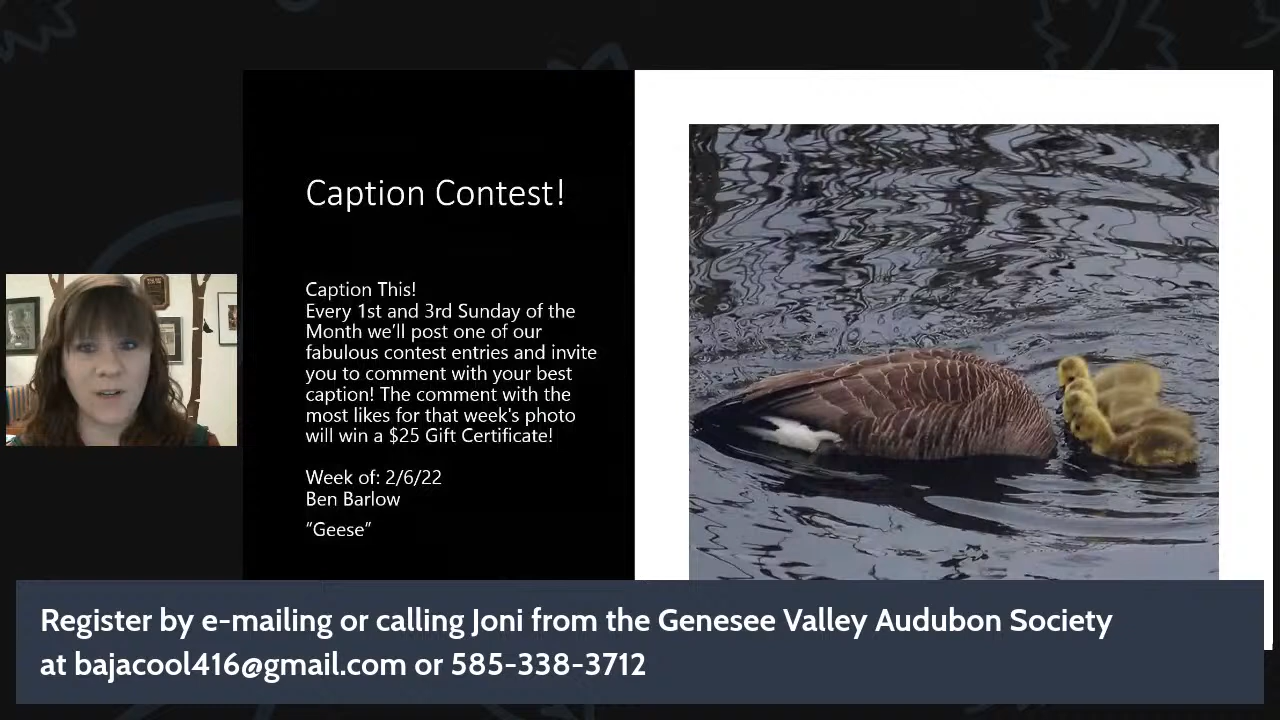 Caption Contest!
Caption This!
Every 1st and 3rd Sunday of the
Month we'll post one of our
fabulous contest entries and invite
you to comment with your best
caption! The comment with the
most likes for that week's photo
will win a $25 Gift Certificate!
Week of: 2/6/22
Ben Barlow
"Geese"
Register by e-mailing or calling Joni from the Genesee Valley Audubon Society
at bajacool416@gmail.com or 585-338-3712